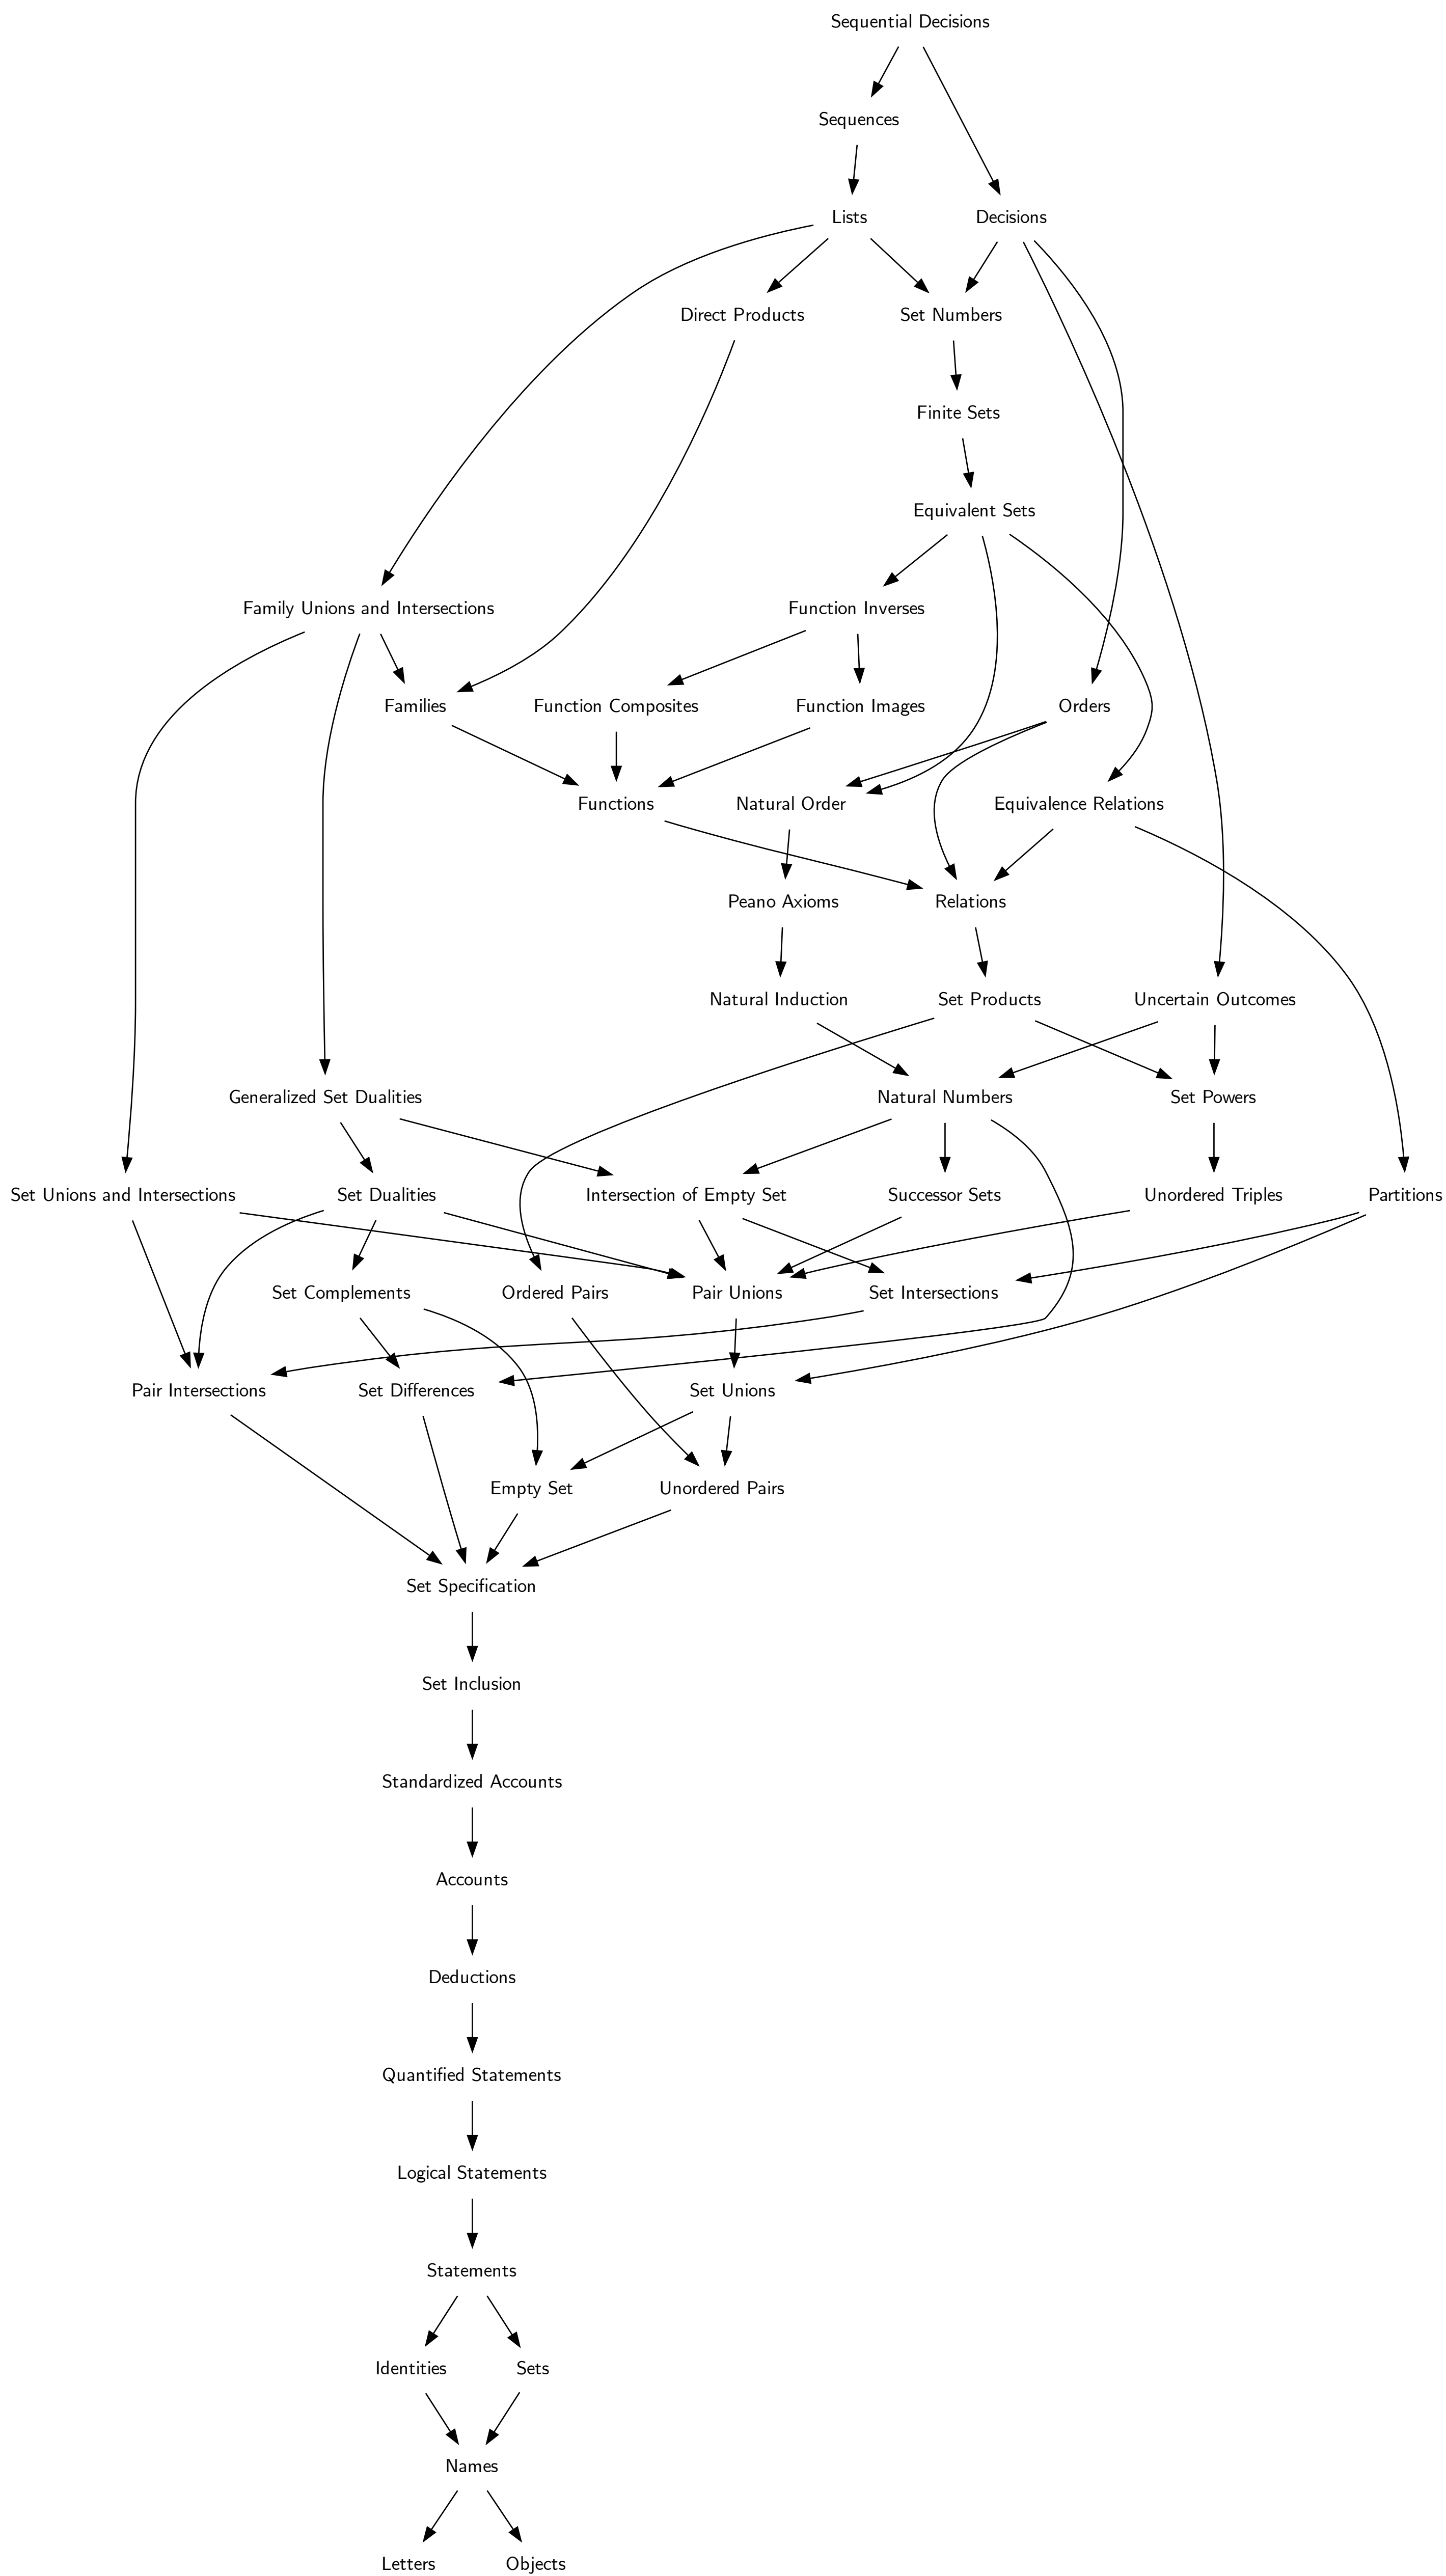 Sequential Decisions
Sequences
Lists
Decisions
Direct Products
Set Numbers
Finite Sets
Equivalent Sets
Family Unions and Intersections
Function Inverses
Families
Function Composites
Function Images
Orders
Functions
Natural Order
Equivalence Relations
Peano Axioms
Relations
Natural Induction
Set Products
Uncertain Outcomes
Generalized Set Dualities
Natural Numbers
Set Powers
Set Unions and Intersections
Set Dualities
Intersection of Empty Set
Successor Sets
Unordered Triples
Partitions
Set Complements
Ordered Pairs
Pair Unions
Set Intersections
Pair Intersections
Set Differences
Set Unions
Empty Set
Unordered Pairs
Set Specification
Set Inclusion
Standardized Accounts
Accounts
Deductions
Quantified Statements
Logical Statements
Statements
Identities
Sets
Names
Letters
Objects